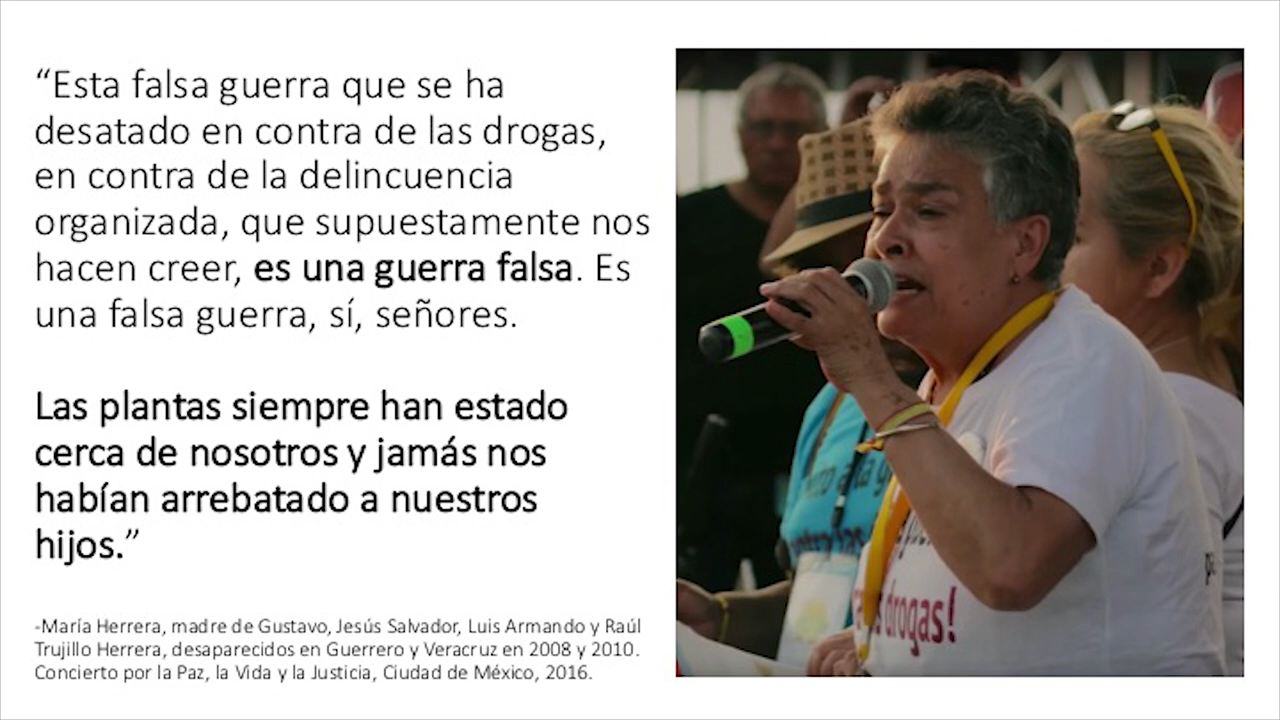 “Esta falsa guerra que se ha
desatado en contra de las drogas,
en contra de la delincuencia
organizada, que supuestamente nos
hacen creer, es una guerra falsa. Es
una falsa guerra, sí, señores.
Las plantas siempre han estado
cerca de nosotros y jamás nos
habían arrebatado a nuestros
hijos.”
-María Herrera, madre de Gustavo, Jesús Salvador, Luis Armando y Raúl
Trujillo Herrera, desaparecidos en Guerrero y Veracruz en 2008 y 2010.
Concierto por la Paz, la Vida y la Justicia, Ciudad de México, 2016.
drogas!